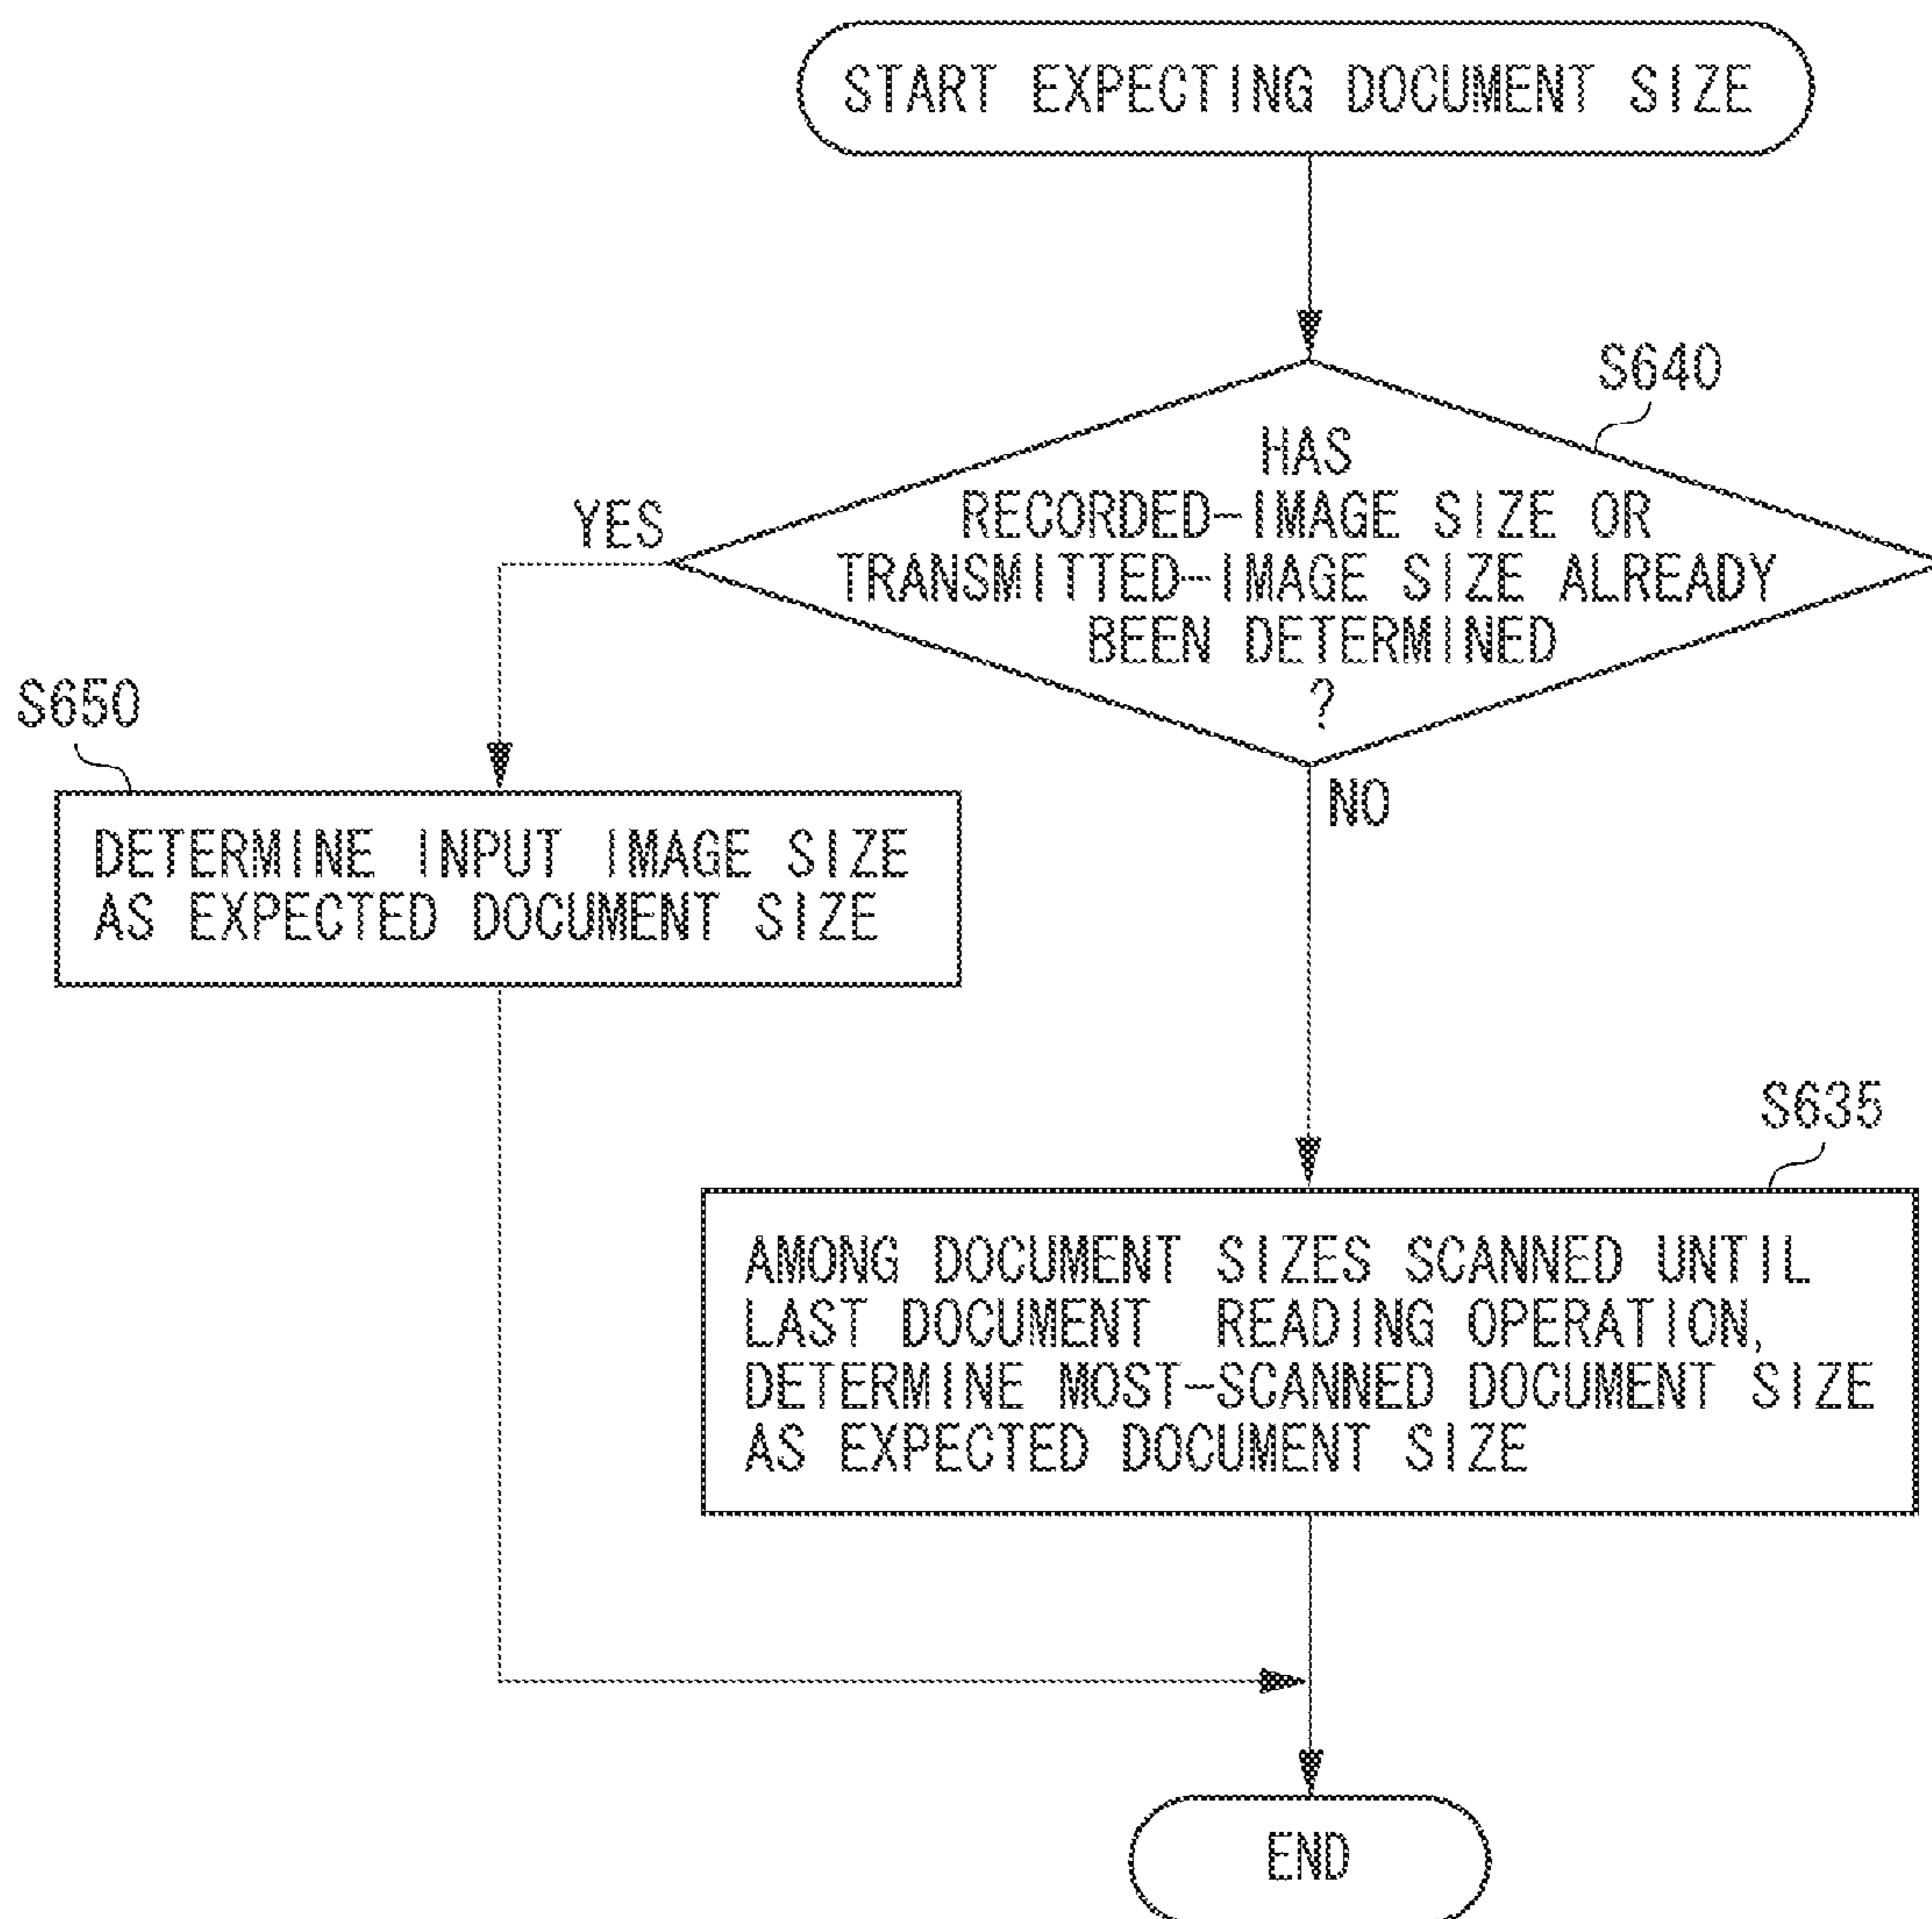 START EXPECTING DOCUMENT SIZE
S640
HAS
RECORDED-IMAGE SIZE OR
TRANSMITTED-IMAGE SIZE ALREADY
BEEN DETERMINED
?
YES
NO
S650
DETERMINE INPUT IMAGE SIZE
AS EXPECTED DOCUMENT SIZE
S635
AMONG DOCUMENT SIZES SCANNED UNTIL
LAST DOCUMENT READING OPERATION,
DETERMINE MOST-SCANNED DOCUMENT SIZE
AS EXPECTED DOCUMENT SIZE
END